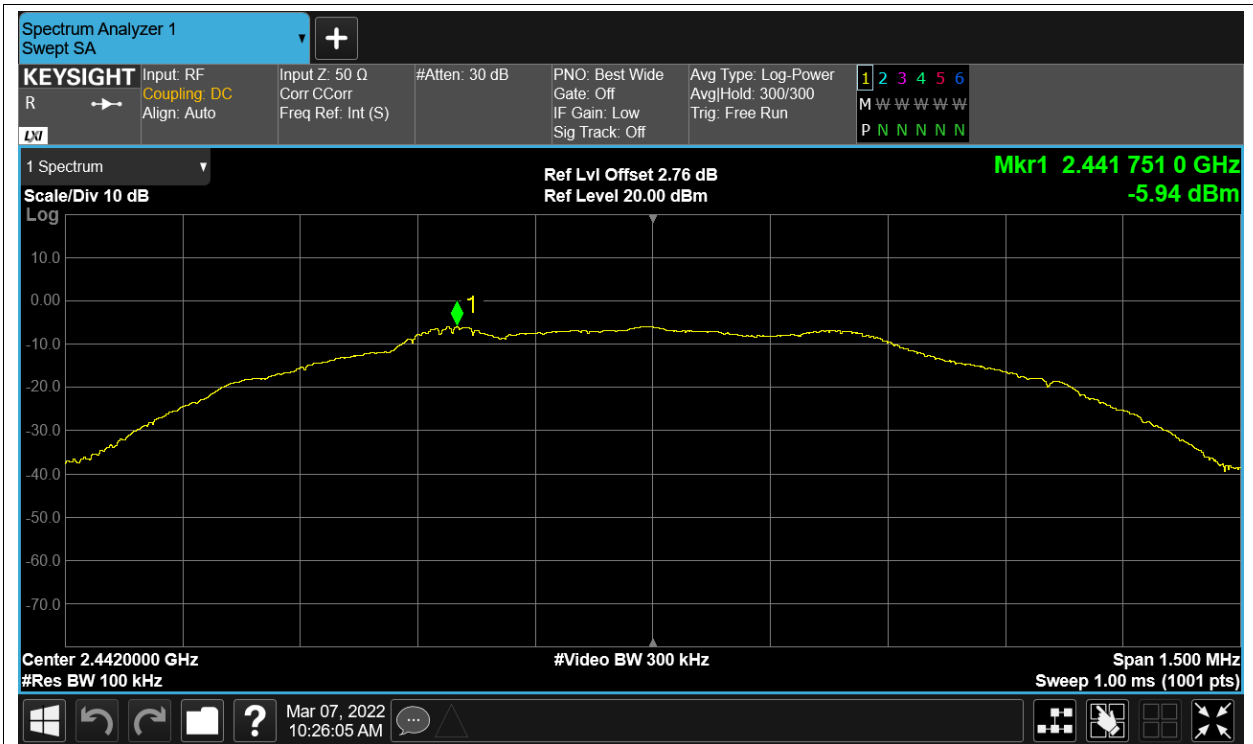 Spectrum Analyzer 1
Swept SA
KEYSIGHT
R
LXI
Input: RF
Coupling: DC
Align: Auto
Input Z: 50 Ω
Corr CCorr
Freq Ref: Int (S)
#Atten: 30 dB
PNO: Best Wide
Gate: Off
IF Gain: Low
Sig Track: Off
Avg Type: Log-Power
Avg|Hold: 300/300
Trig: Free Run
1 2 3 4 5 6
M W W W W W W
P N N N N N N
1 Spectrum
Scale/Div 10 dB
Log
Ref Lvl Offset 2.76 dB
Ref Level 20.00 dBm
Mkr1 2.441 751 0 GHz
-5.94 dBm
10.0
0.00
-10.0
-20.0
-30.0
-40.0
-50.0
-60.0
-70.0
1
Center 2.4420000 GHz
#Video BW 300 kHz
Span 1.500 MHz
#Res BW 100 kHz
Sweep 1.00 ms (1001 pts)
?
Mar 07, 2022
10:26:05 AM